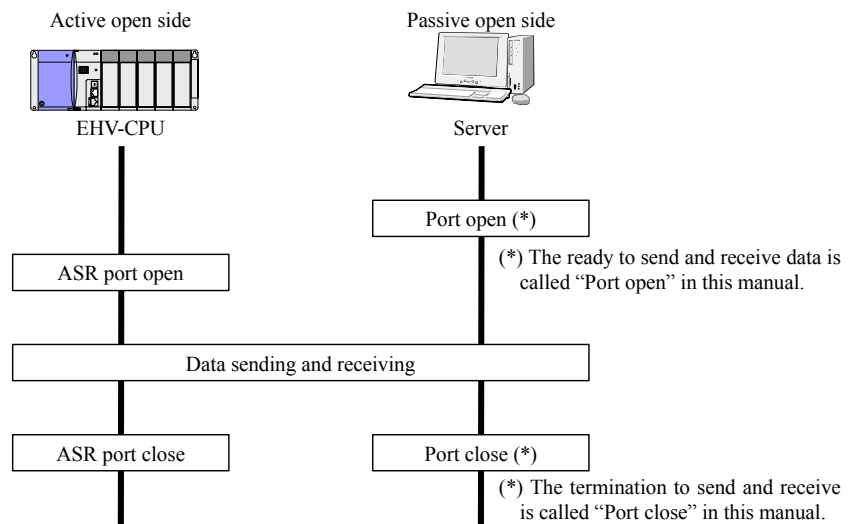 Active open side
Passive open side
EHV-CPU
Server
Port open (*)
(*) The ready to send and receive data is
called “Port open” in this manual.
ASR port open
Data sending and receiving
ASR port close
Port close (*)
(*) The termination to send and receive
is called “Port close” in this manual.